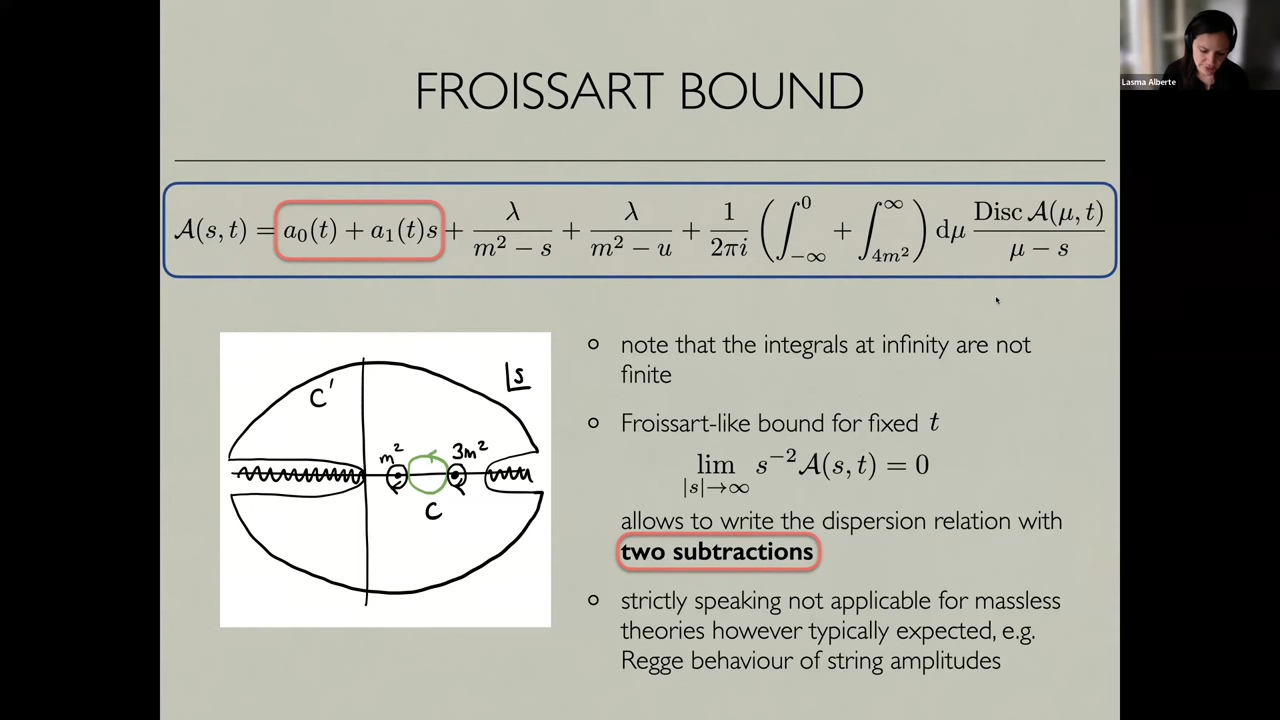 Lasma Alberte
FROISSART BOUND
𝒜(s, t) = a₀(t) + a₁(t)s + λ/(m² − s) + λ/(m² − u) + 1/(2πi) (∫_{−∞}^{0} + ∫_{4m²}^{∞}) dμ Disc 𝒜(μ, t)/(μ − s)
C′
s
m²
3m²
C
note that the integrals at infinity are not
finite
Froissart-like bound for fixed t
lim_{|s|→∞} s⁻²𝒜(s, t) = 0
allows to write the dispersion relation with
two subtractions
strictly speaking not applicable for massless
theories however typically expected, e.g.
Regge behaviour of string amplitudes